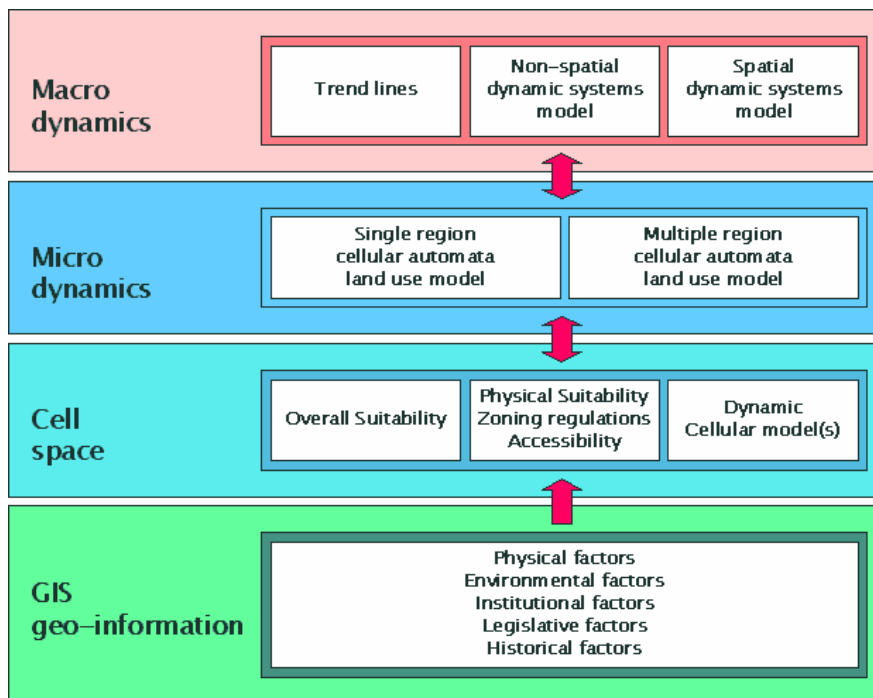 Macro
dynamics
Trend lines
Non-spatial
dynamic systems
model
Spatial
dynamic systems
model
Micro
dynamics
Single region
cellular automata
land use model
Multiple region
cellular automata
land use model
Cell
space
Overall Suitability
Physical Suitability
Zoning regulations
Accessibility
Dynamic
Cellular model(s)
GIS
geo-information
Physical factors
Environmental factors
Institutional factors
Legislative factors
Historical factors